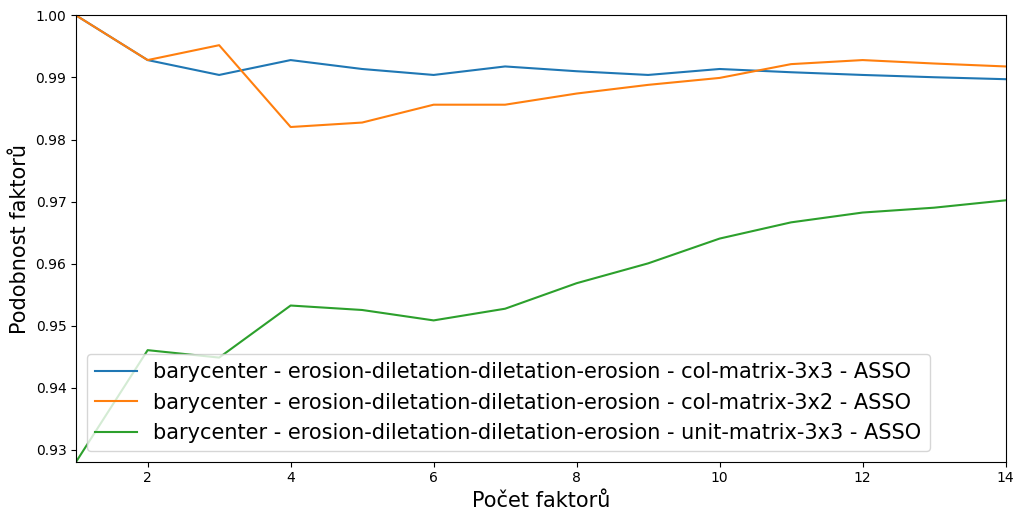 1.00
0.99
0.98
0.97
0.96
0.95
0.94
0.93
Podobnost faktorů
barycenter - erosion-diletation-diletation-erosion - col-matrix-3x3 - ASSO
barycenter - erosion-diletation-diletation-erosion - col-matrix-3x2 - ASSO
barycenter - erosion-diletation-diletation-erosion - unit-matrix-3x3 - ASSO
2 4 6 8 10 12 14
Počet faktorů